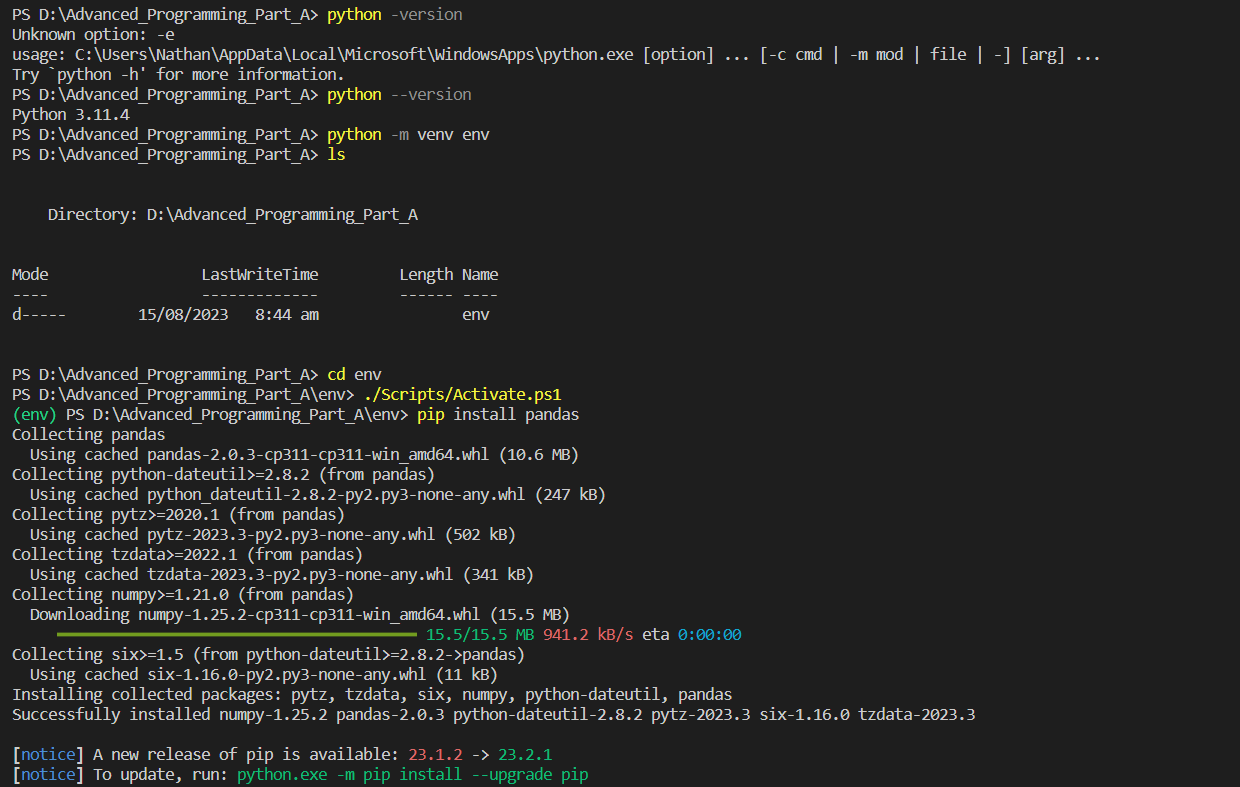 PS D:\Advanced_Programming_Part_A> python -version
Unknown option: -e
usage: C:\Users\Nathan\AppData\Local\Microsoft\WindowsApps\python.exe [option] ... [-c cmd | -m mod | file | -] [arg] ...
Try `python -h' for more information.
PS D:\Advanced_Programming_Part_A> python --version
Python 3.11.4
PS D:\Advanced_Programming_Part_A> python -m venv env
PS D:\Advanced_Programming_Part_A> ls
Directory: D:\Advanced_Programming_Part_A
Mode                 LastWriteTime         Length Name
----                 -------------         ------ ----
d-----        15/08/2023   8:44 am                env
PS D:\Advanced_Programming_Part_A> cd env
PS D:\Advanced_Programming_Part_A\env> ./Scripts/Activate.ps1
(env) PS D:\Advanced_Programming_Part_A\env> pip install pandas
Collecting pandas
  Using cached pandas-2.0.3-cp311-cp311-win_amd64.whl (10.6 MB)
Collecting python-dateutil>=2.8.2 (from pandas)
  Using cached python_dateutil-2.8.2-py2.py3-none-any.whl (247 kB)
Collecting pytz>=2020.1 (from pandas)
  Using cached pytz-2023.3-py2.py3-none-any.whl (502 kB)
Collecting tzdata>=2022.1 (from pandas)
  Using cached tzdata-2023.3-py2.py3-none-any.whl (341 kB)
Collecting numpy>=1.21.0 (from pandas)
  Downloading numpy-1.25.2-cp311-cp311-win_amd64.whl (15.5 MB)
15.5/15.5 MB 941.2 kB/s eta 0:00:00
Collecting six>=1.5 (from python-dateutil>=2.8.2->pandas)
  Using cached six-1.16.0-py2.py3-none-any.whl (11 kB)
Installing collected packages: pytz, tzdata, six, numpy, python-dateutil, pandas
Successfully installed numpy-1.25.2 pandas-2.0.3 python-dateutil-2.8.2 pytz-2023.3 six-1.16.0 tzdata-2023.3
[notice] A new release of pip is available: 23.1.2 -> 23.2.1
[notice] To update, run: python.exe -m pip install --upgrade pip